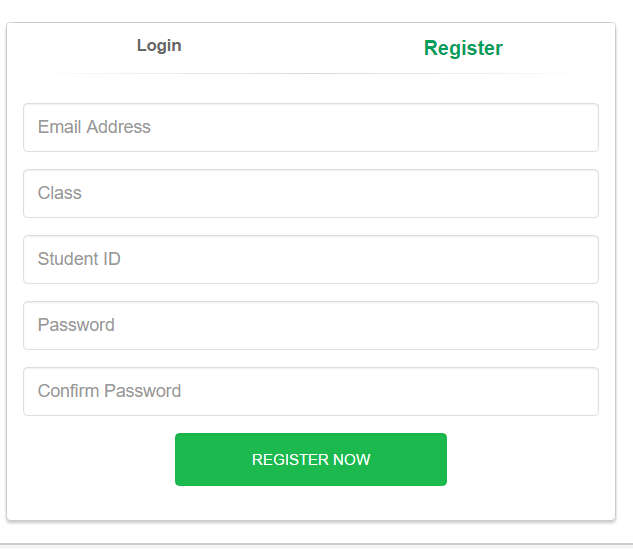 Login Register
Email Address
Class
Student ID
Password
Confirm Password
REGISTER NOW